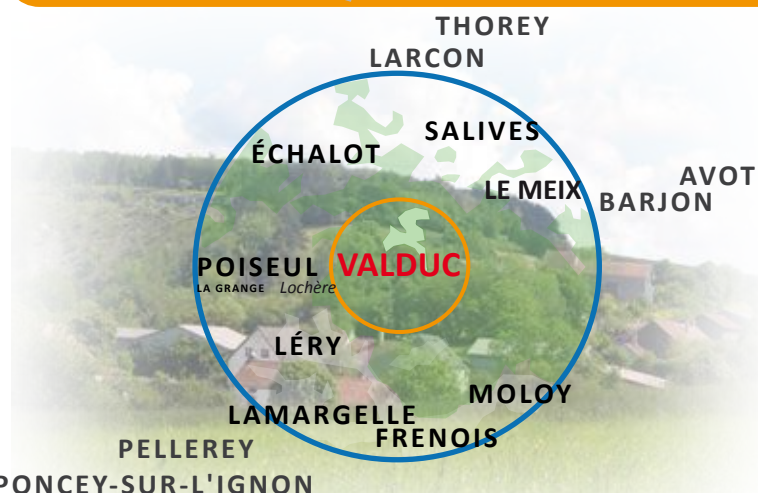 THOREY
LARCON
SALIVES
ÉCHALOT
LE MEIX
AVOT
BARJON
POISEUL
VALDUC
LA GRANGE Lochère
LÉRY
MOLOY
LAMARGELLE
FRENOIS
PELLEREY
PONCEY-SUR-L'IGNON